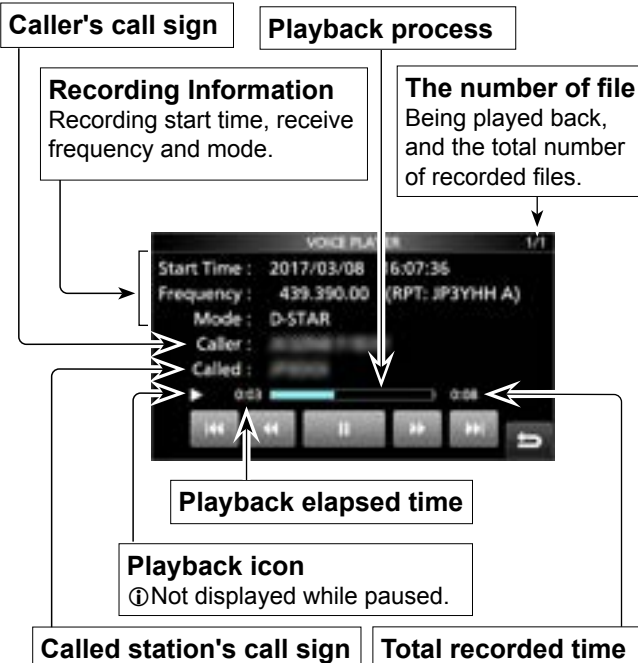 Caller's call sign
Playback process
Recording Information
Recording start time, receive
frequency and mode.
The number of file
Being played back,
and the total number
of recorded files.
VOICE 1/1
Start Time : 2017/03/08 16:07:36
Frequency : 439.390.00 (RPT: JP3YHH A)
Mode : D-STAR
Caller :
Called :
0:03 0:08
Playback elapsed time
Playback icon
ⓘNot displayed while paused.
Called station's call sign
Total recorded time